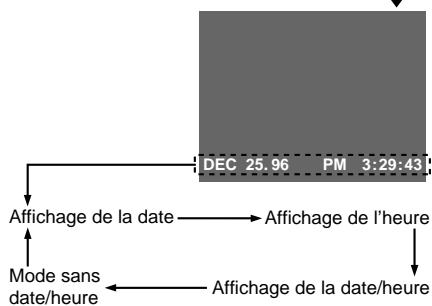 DEC 25.96 PM 3:29:43
Affichage de la date
Affichage de l'heure
Affichage de la date/heure
Mode sans
date/heure